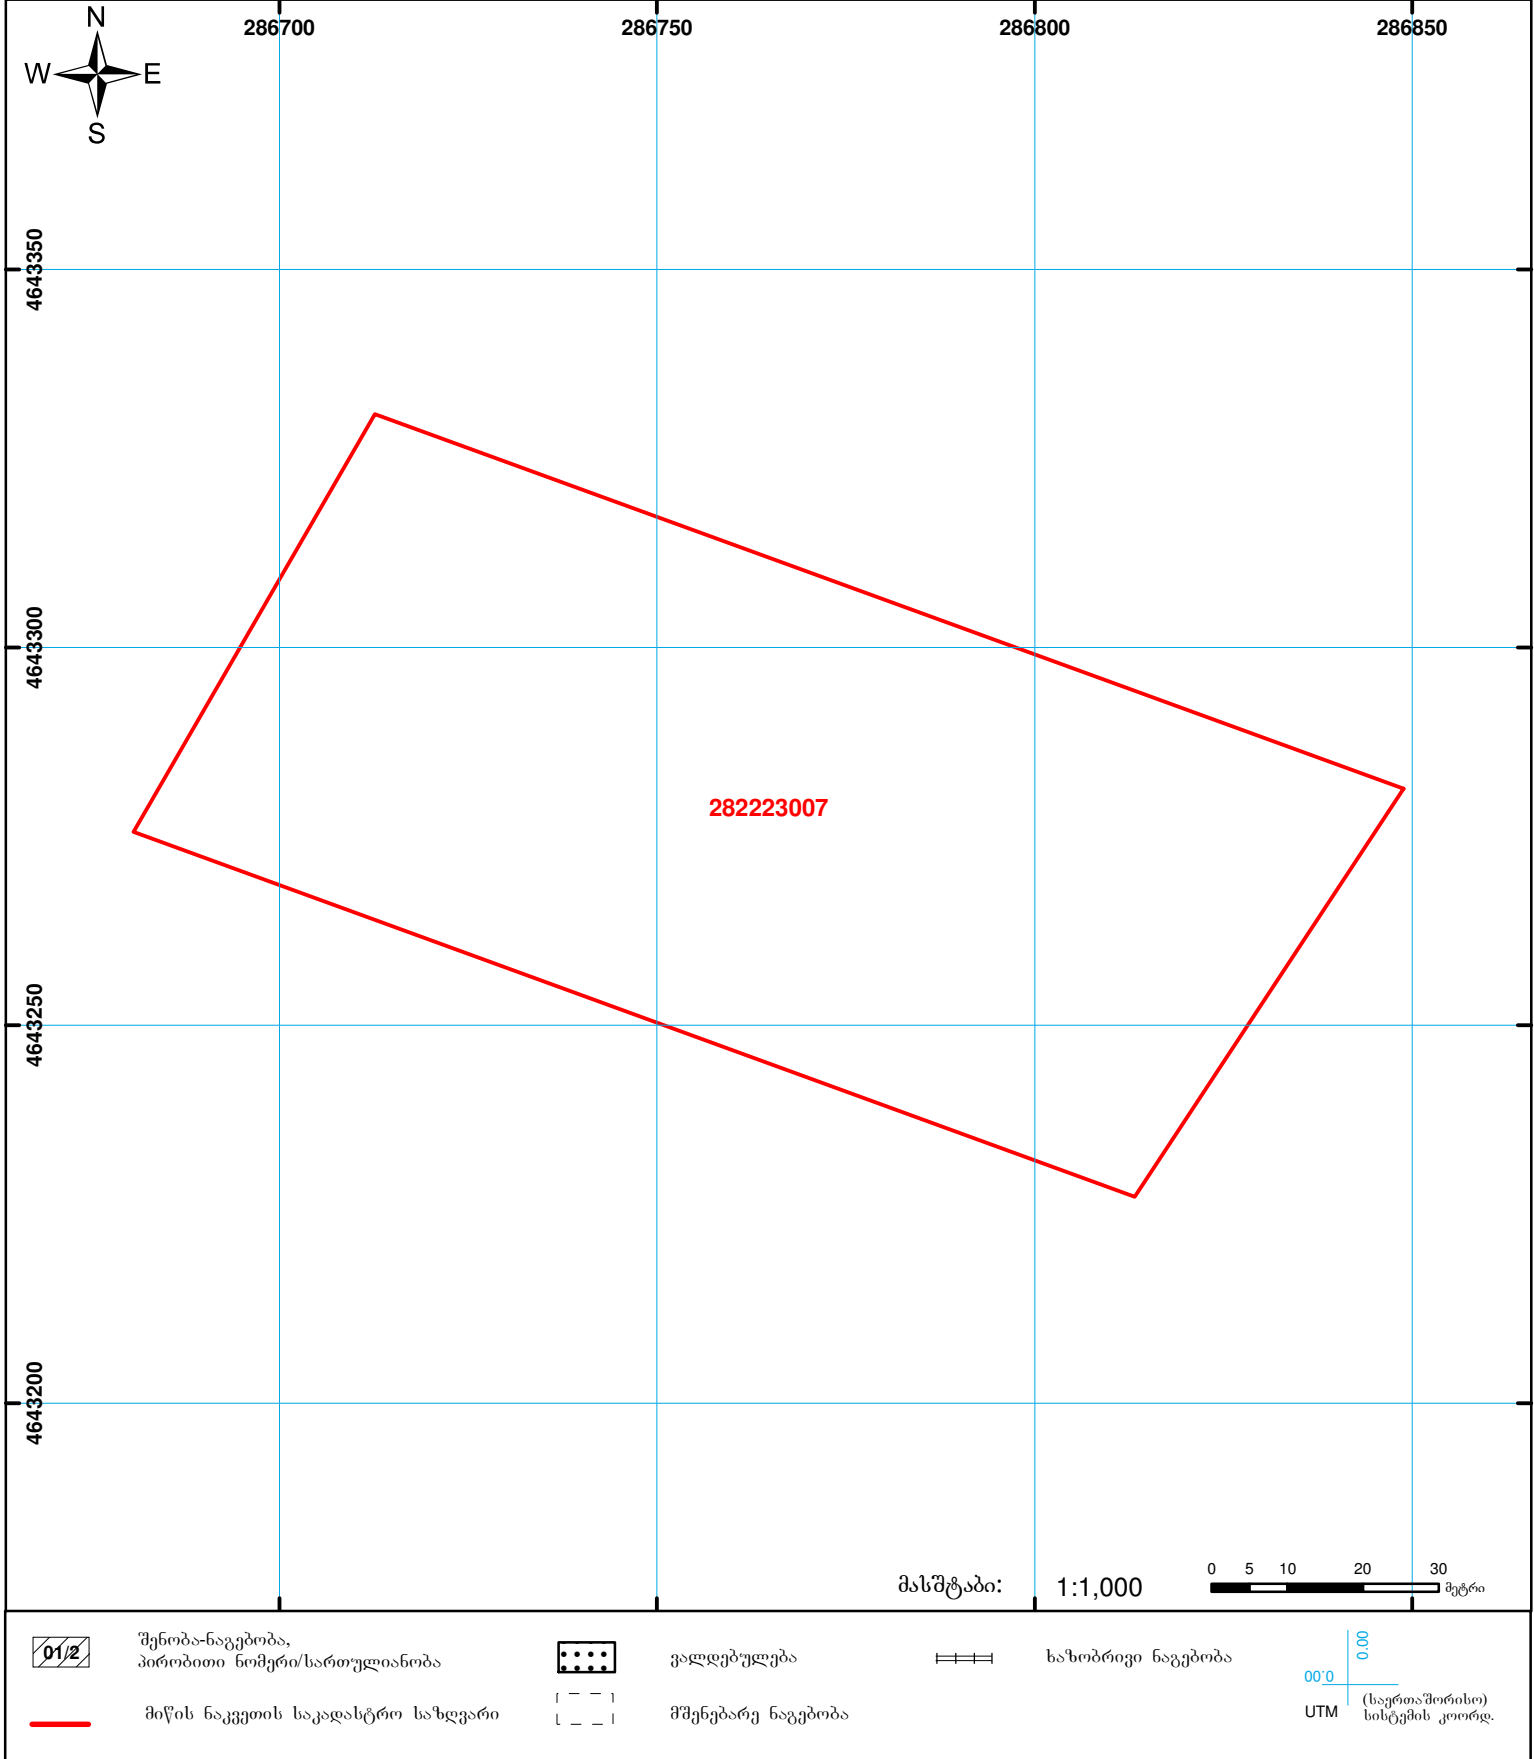 N
W E
S
286700 286750 286800 286850
4643350
4643300
4643250
4643200
282223007
მასშტაბი: 1:1,000
0 5 10 20 30
მეტრი
01/2
შენობა-ნაგებობა,
პირობითი ნომერი/სართულიანობა
ვალდებულება
ხაზობრივი ნაგებობა
მიწის ნაკვეთის საკადასტრო საზღვარი
მშენებარე ნაგებობა
0.00
0.00
UTM
(საერთაშორისო)
სისტემის კოორდ.